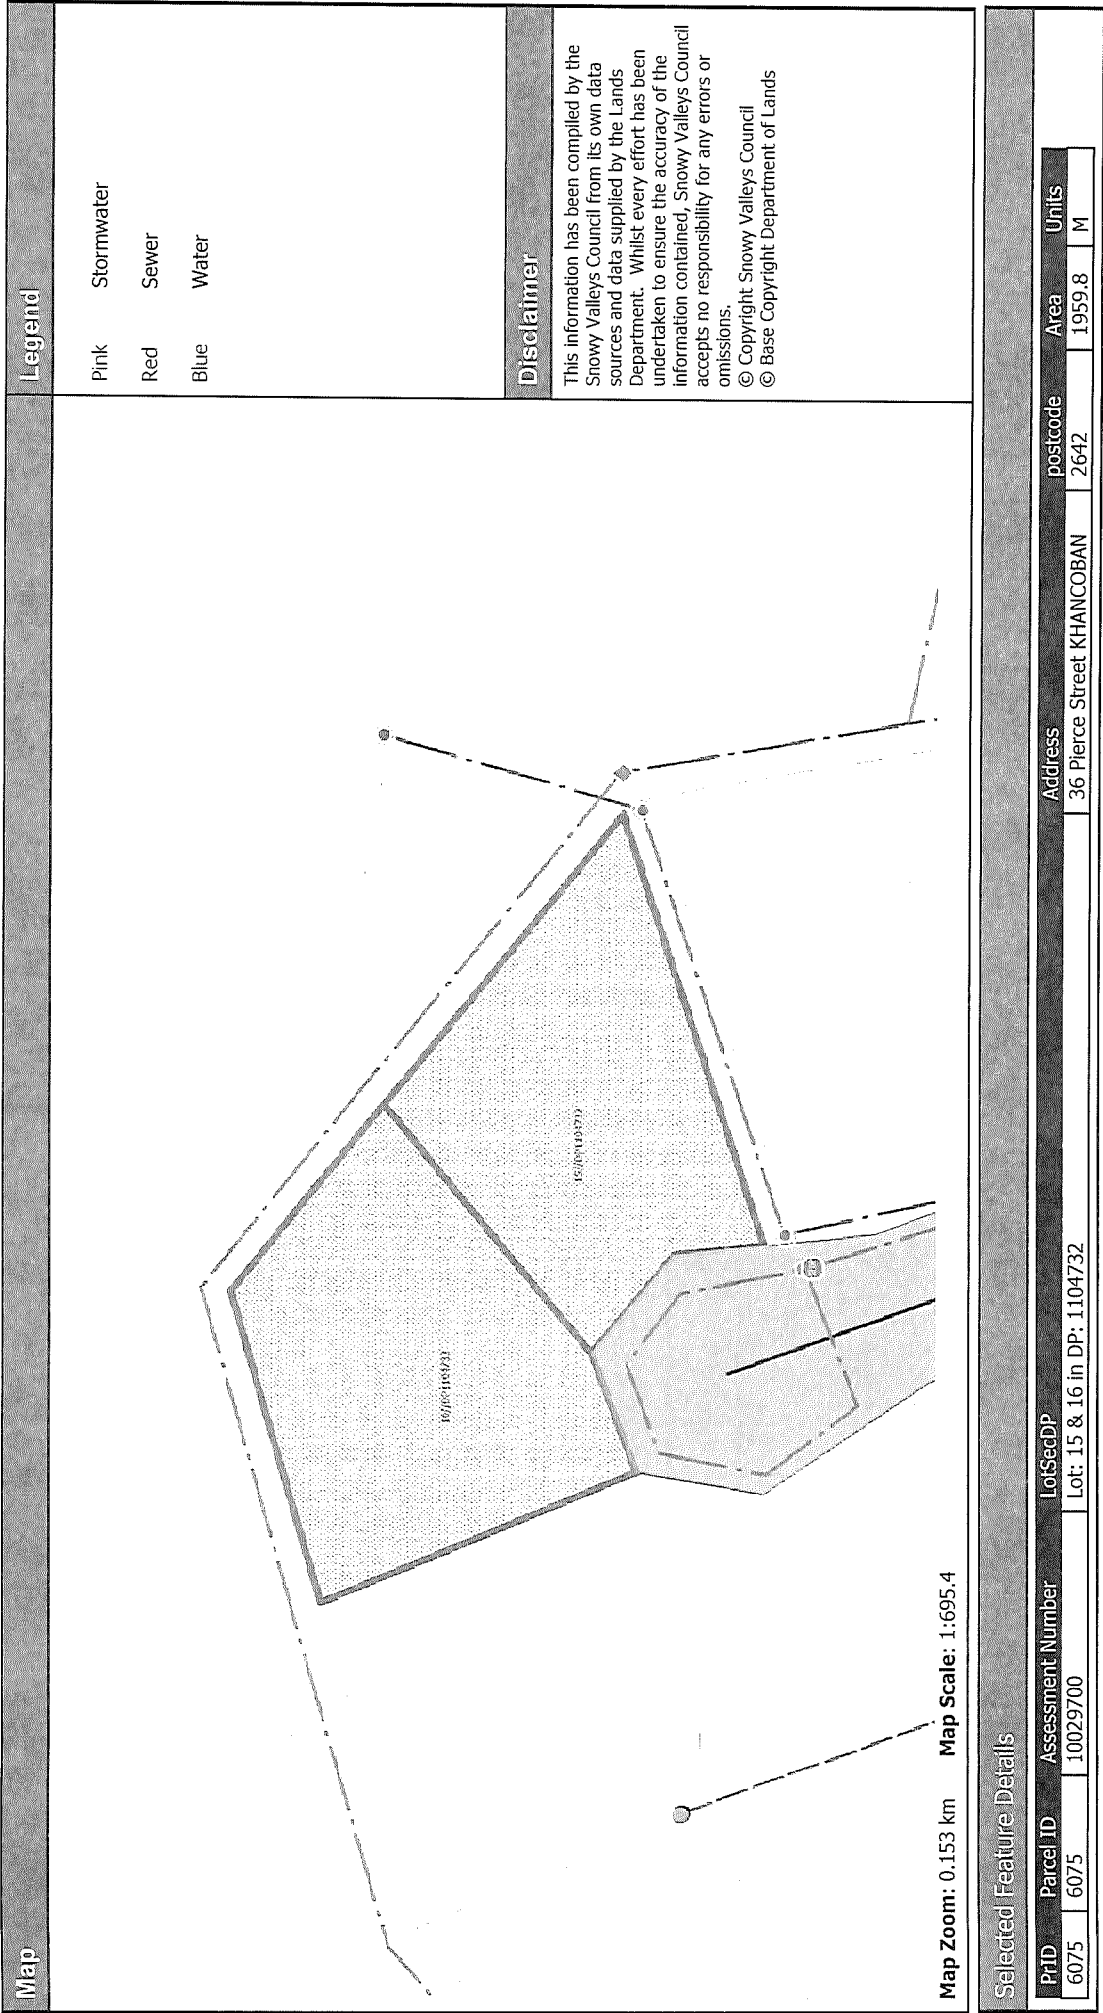 Map
Legend
Pink Stormwater
Red Sewer
Blue Water
Disclaimer
This information has been compiled by the
Snowy Valleys Council from its own data
sources and data supplied by the Lands
Department. Whilst every effort has been
undertaken to ensure the accuracy of the
information contained, Snowy Valleys Council
accepts no responsibility for any errors or
omissions.
© Copyright Snowy Valleys Council
© Base Copyright Department of Lands
Map Zoom: 0.153 km Map Scale: 1:695.4
Selected Feature Details
PrID Parcel ID Assessment Number LotSecDP Address postcode Area Units
6075 6075 10029700 Lot: 15 & 16 in DP: 1104732 36 Pierce Street KHANCOBAN 2642 1959.8 M